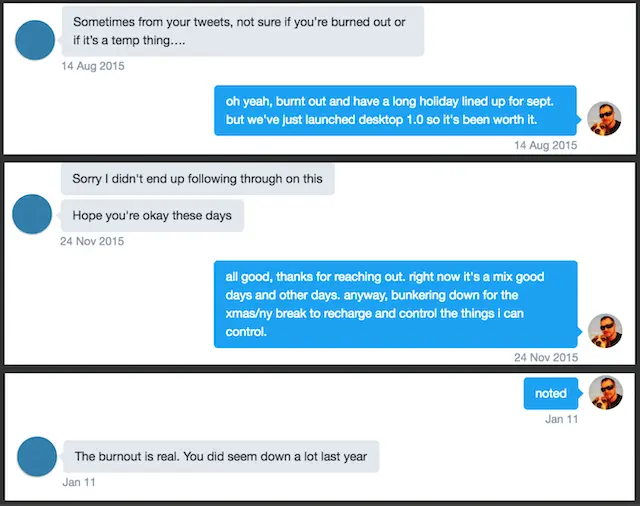 Sometimes from your tweets, not sure if you're burned out or
if it's a temp thing….
14 Aug 2015
oh yeah, burnt out and have a long holiday lined up for sept.
but we've just launched desktop 1.0 so it's been worth it.
14 Aug 2015
Sorry I didn't end up following through on this
Hope you're okay these days
24 Nov 2015
all good, thanks for reaching out. right now it's a mix good
days and other days. anyway, bunkering down for the
xmas/ny break to recharge and control the things i can
control.
24 Nov 2015
noted
Jan 11
The burnout is real. You did seem down a lot last year
Jan 11